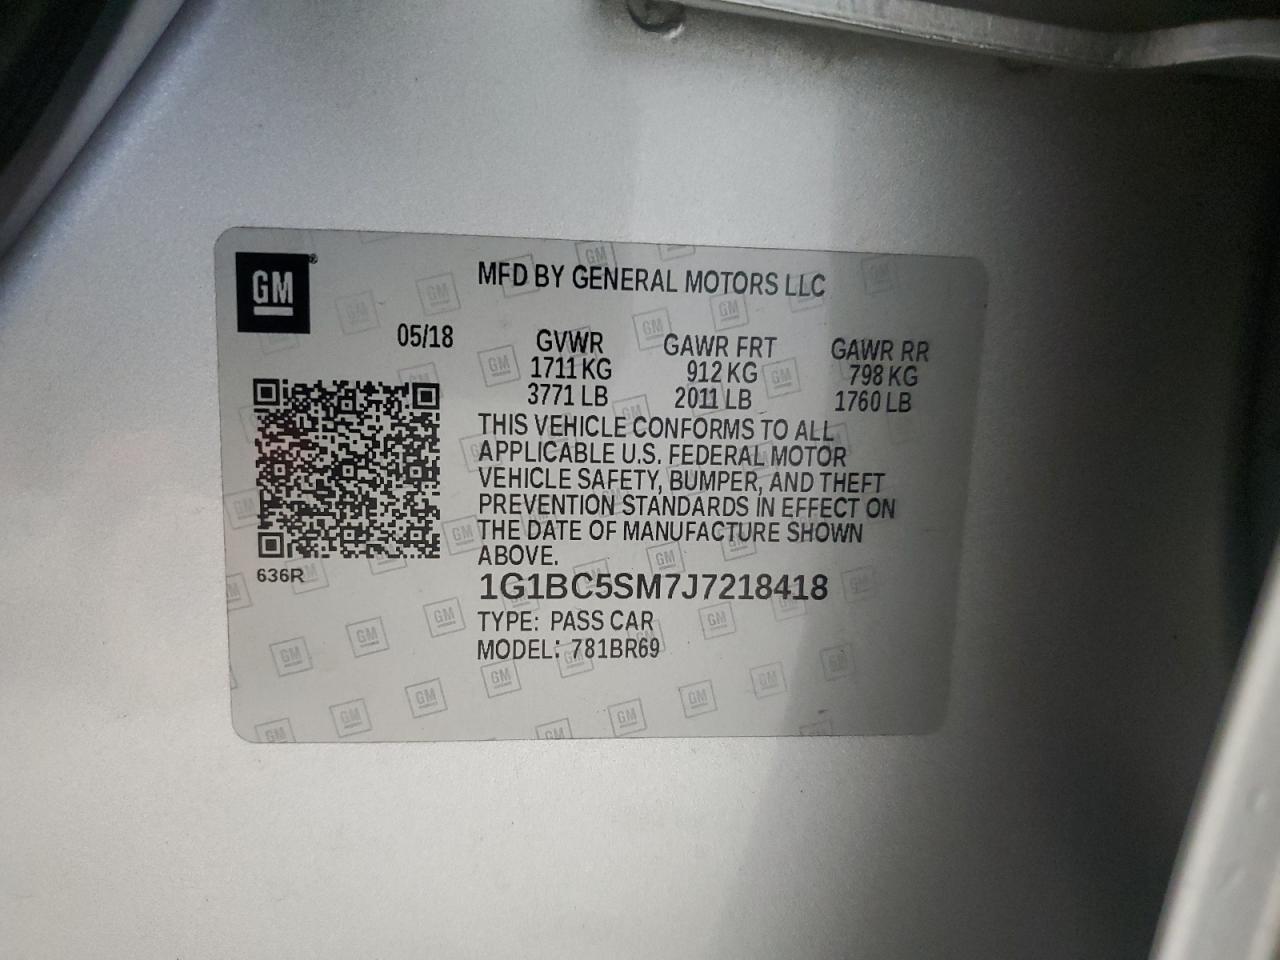 GM
MFD BY GENERAL MOTORS LLC
05/18
GVWR GAWR FRT GAWR RR
1711 KG 912 KG 798 KG
3771 LB 2011 LB 1760 LB
THIS VEHICLE CONFORMS TO ALL
APPLICABLE U.S. FEDERAL MOTOR
VEHICLE SAFETY, BUMPER, AND THEFT
PREVENTION STANDARDS IN EFFECT ON
THE DATE OF MANUFACTURE SHOWN
ABOVE.
636R
1G1BC5SM7J7218418
TYPE: PASS CAR
MODEL: 781BR69